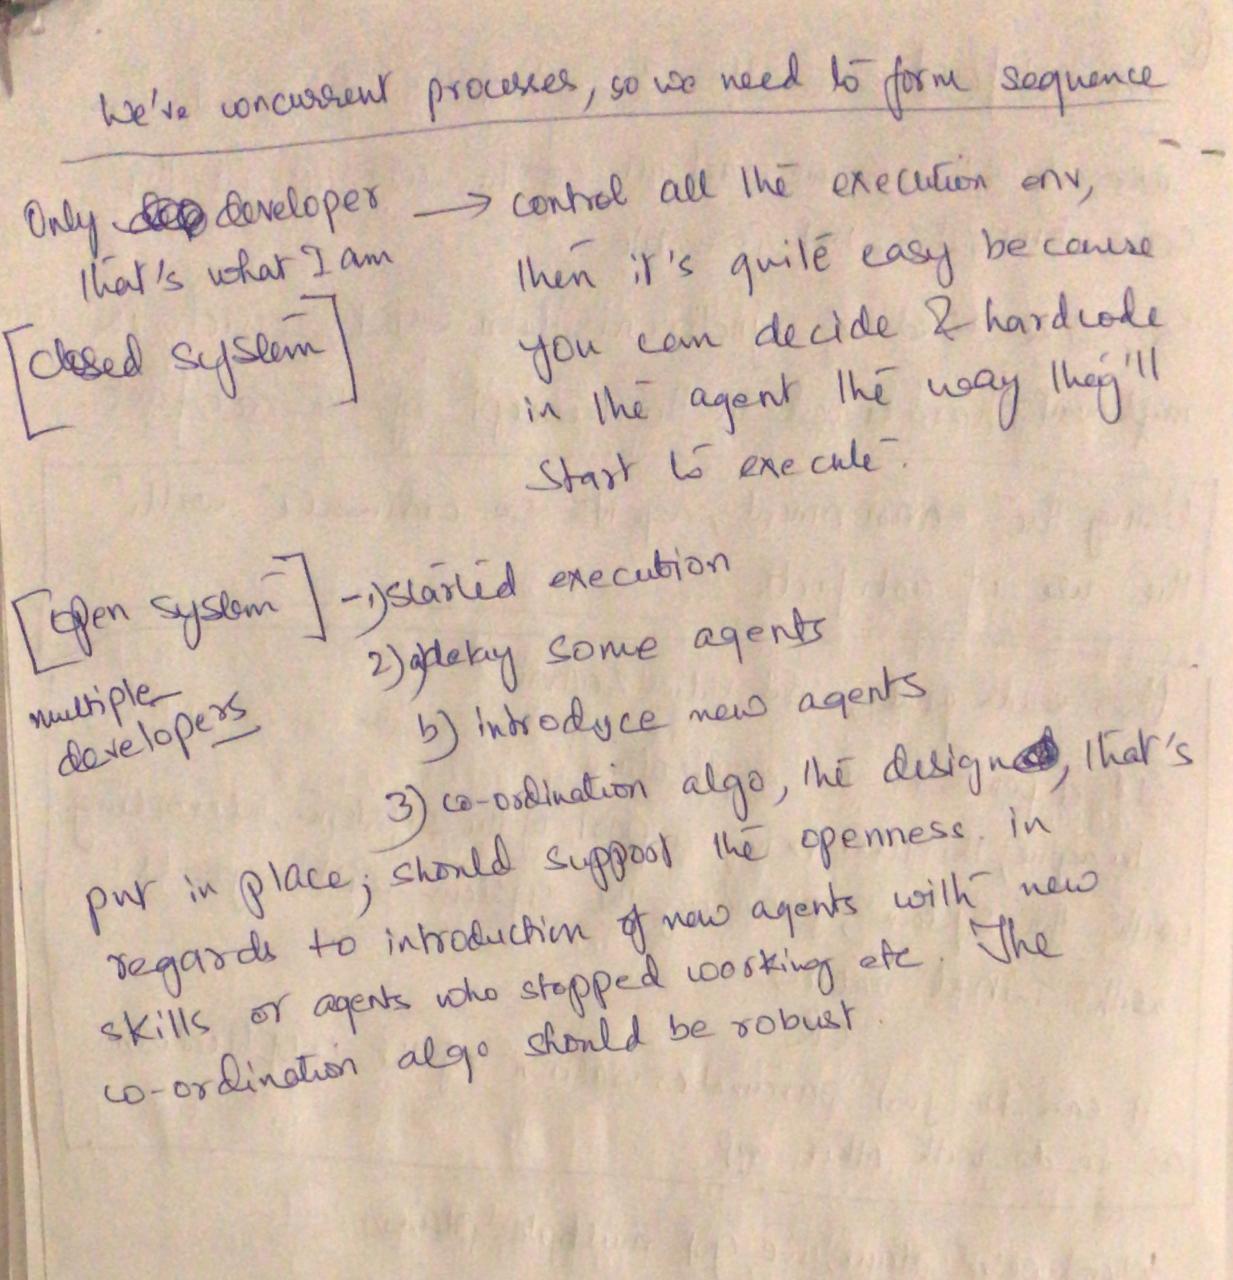 We've concurrent processes, so we need to form sequence
Only developer → control all the execution env,
that's what I am then it's quite easy because
[closed system] you can decide & hardcode
in the agent the way they'll
start to execute.
[open system] - 1) started execution
2) a) delay some agents
multiple
developers b) introduce new agents
3) co-ordination algo, the design, that's
put in place; should support the openness in
regards to introduction of new agents with new
skills or agents who stopped working etc. The
co-ordination algo should be robust.